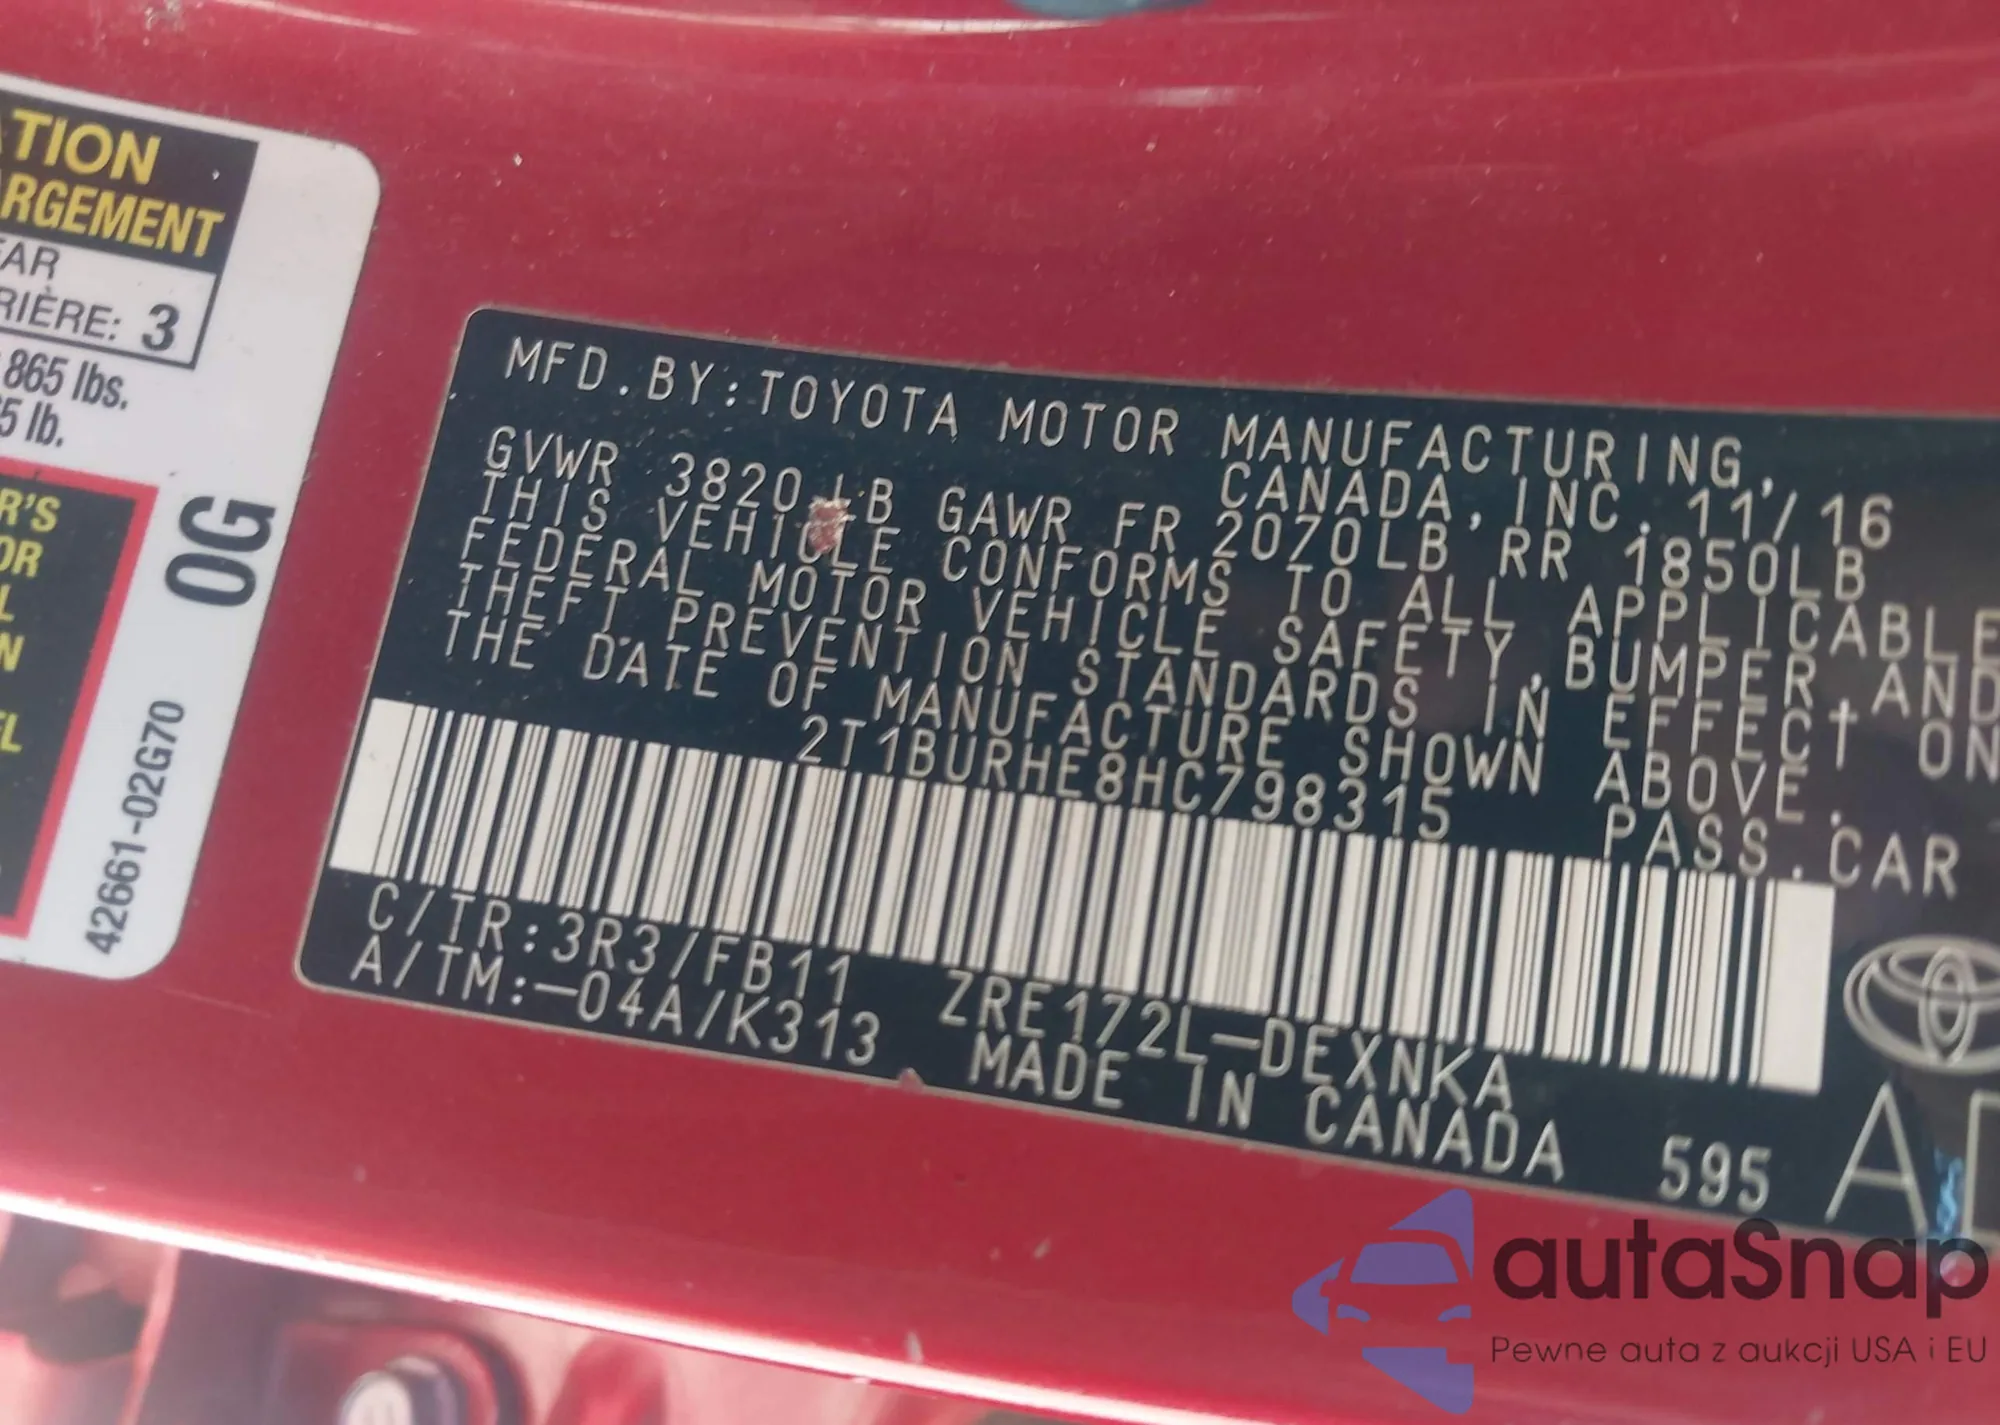 TION
RGEMENT
EAR
RIÈRE: 3
865 lbs.
5 lb.
R'S
OR
L
N
EL
0G
42661-02G70
MFD.BY:TOYOTA MOTOR MANUFACTURING,
CANADA,INC. 11/16
GVWR 3820LB GAWR FR 2070LB RR 1850LB
THIS VEHICLE CONFORMS TO ALL APPLICABLE
FEDERAL MOTOR VEHICLE SAFETY,BUMPER,AND
THEFT PREVENTION STANDARDS IN EFFECT ON
THE DATE OF MANUFACTURE SHOWN ABOVE.
2T1BURHE8HC798315 PASS.CAR
C/TR:3R3/FB11 ZRE172L-DEXNKA
A/TM:-04A/K313 MADE IN CANADA 595
A
autaSnap
Pewne auta z aukcji USA i EU